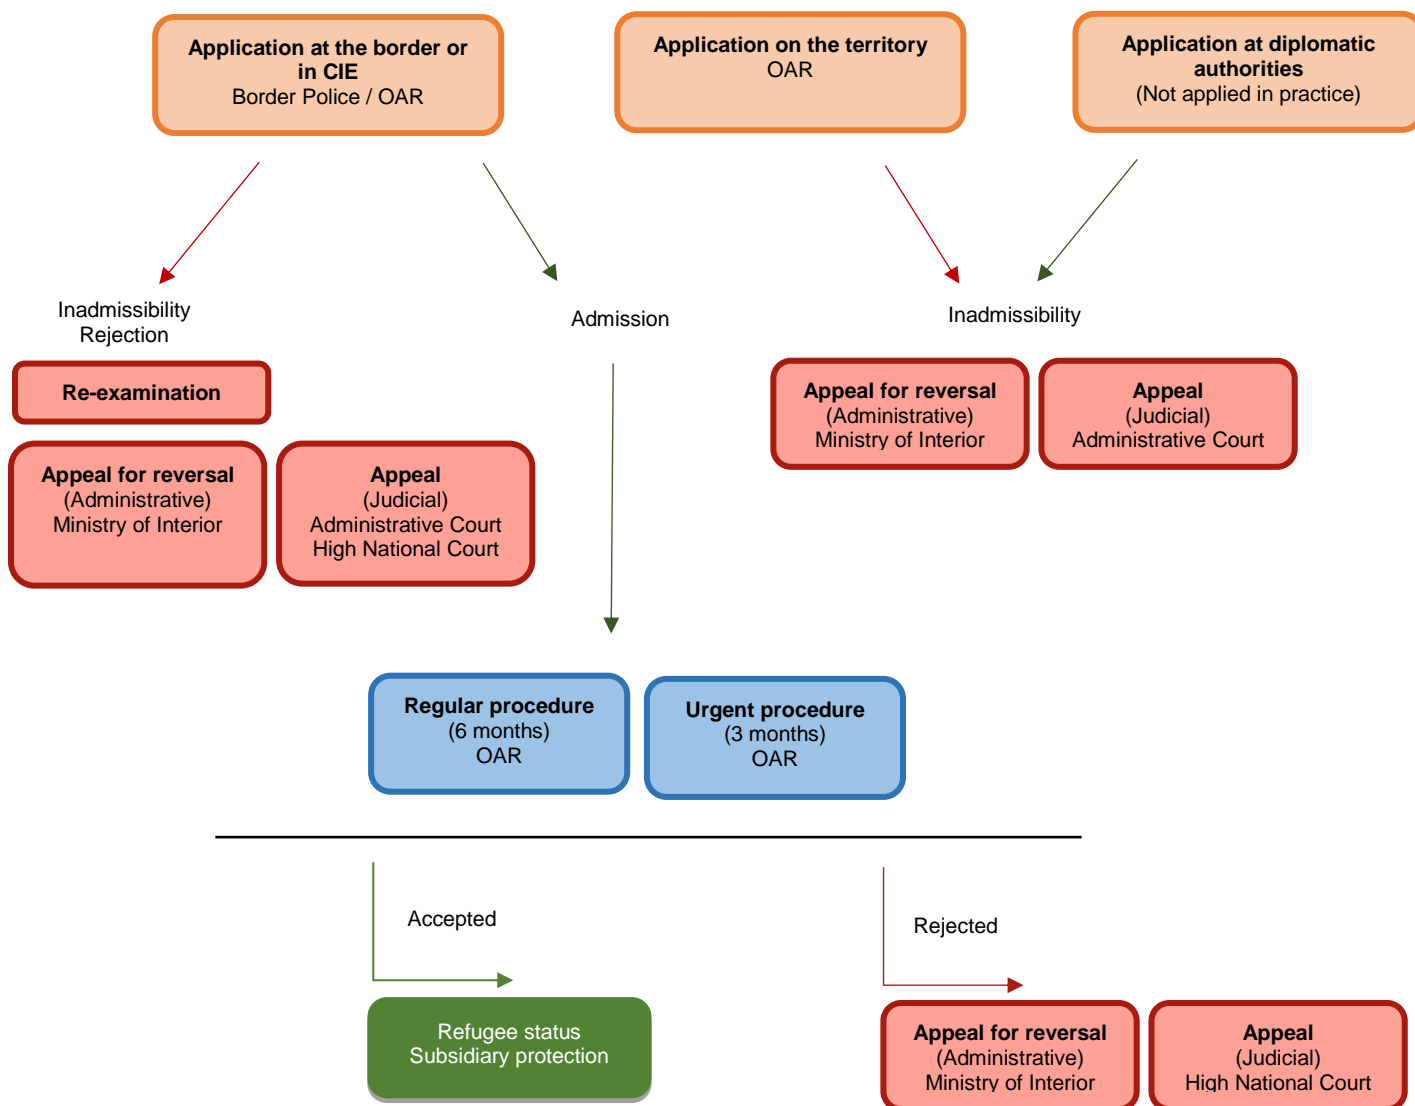 Application at the border or
in CIE
Border Police / OAR
Application on the territory
OAR
Application at diplomatic
authorities
(Not applied in practice)
Inadmissibility
Rejection
Admission
Inadmissibility
Re-examination
Appeal for reversal
(Administrative)
Ministry of Interior
Appeal
(Judicial)
Administrative Court
High National Court
Appeal for reversal
(Administrative)
Ministry of Interior
Appeal
(Judicial)
Administrative Court
Regular procedure
(6 months)
OAR
Urgent procedure
(3 months)
OAR
Accepted
Rejected
Refugee status
Subsidiary protection
Appeal for reversal
(Administrative)
Ministry of Interior
Appeal
(Judicial)
High National Court